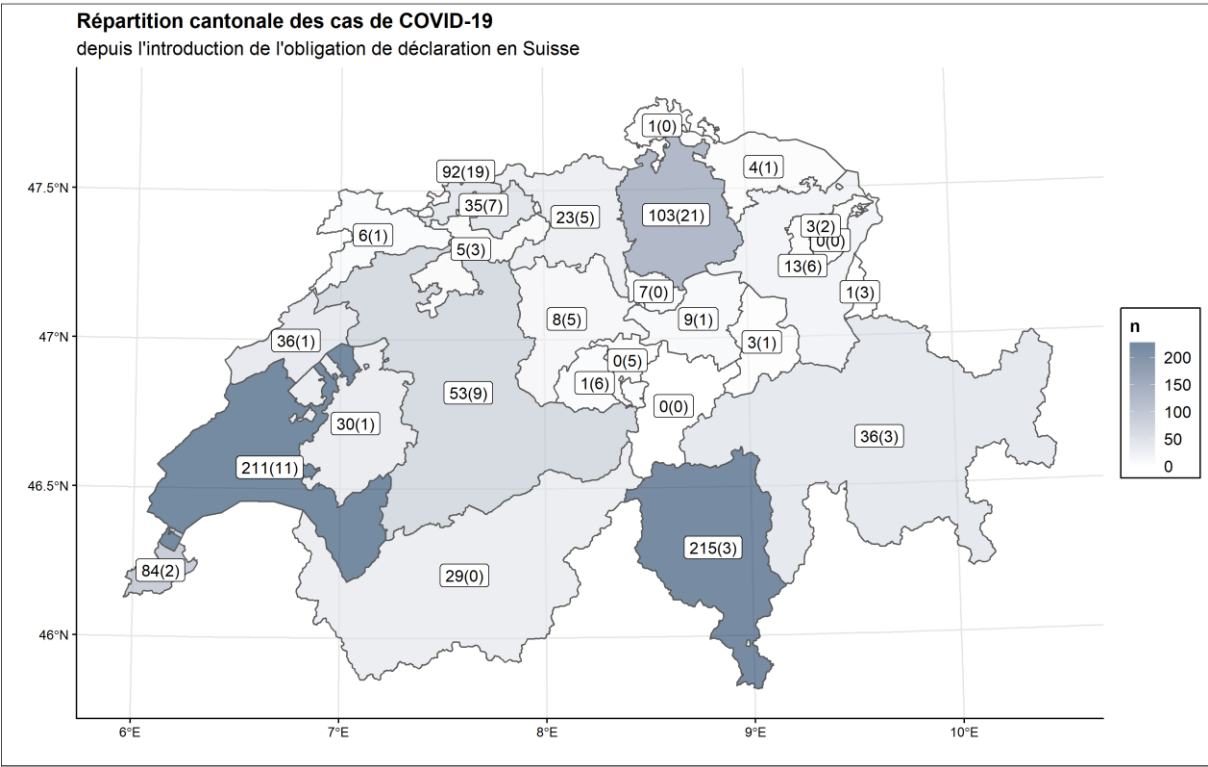 Répartition cantonale des cas de COVID-19
depuis l'introduction de l'obligation de déclaration en Suisse
47.5°N
47°N
46.5°N
46°N
1(0)
4(1)
92(19)
35(7)
23(5)
103(21)
6(1)
3(2)
0(0)
5(3)
13(6)
7(0)
1(3)
8(5)
9(1)
36(1)
3(1)
0(5)
1(6)
53(9)
0(0)
30(1)
36(3)
211(11)
215(3)
84(2)
29(0)
n
200
150
100
50
0
6°E
7°E
8°E
9°E
10°E